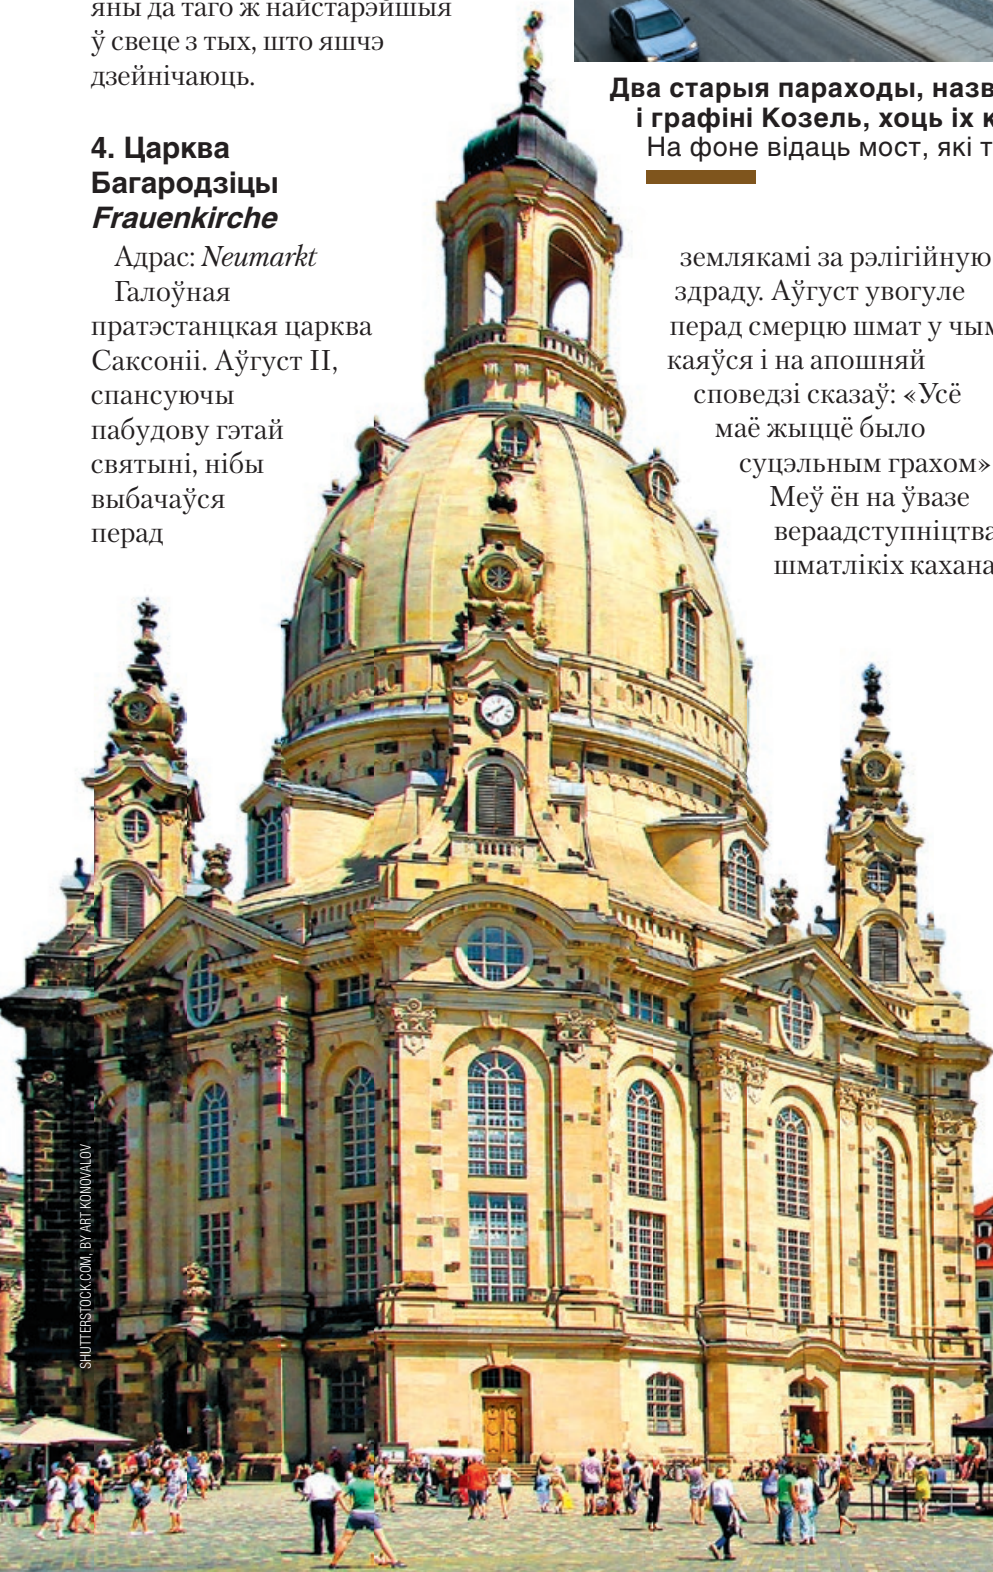 яны да таго ж найстарэйшыя
ў свеце з тых, што яшчэ
дзейнічаюць.
4. Царква
Багародзіцы
Frauenkirche
Адрас: Neumarkt
Галоўная
пратэстанцкая царква
Саксоніі. Аўгуст II,
спансуючы
пабудову гэтай
святыні, нібы
выбачаўся
перад
Два старыя параходы, назв
і графіні Козель, хоць іх к
На фоне відаць мост, які т
землякамі за рэлігійную
здраду. Аўгуст увогуле
перад смерцю шмат у чым
каяўся і на апошняй
споведзі сказаў: «Усё
маё жыццё было
суцэльным грахом»
Меў ён на ўвазе
вераадступніцтва
шматлікіх кахана
SHUTTERSTOCK.COM, BY ART KONOVALOV